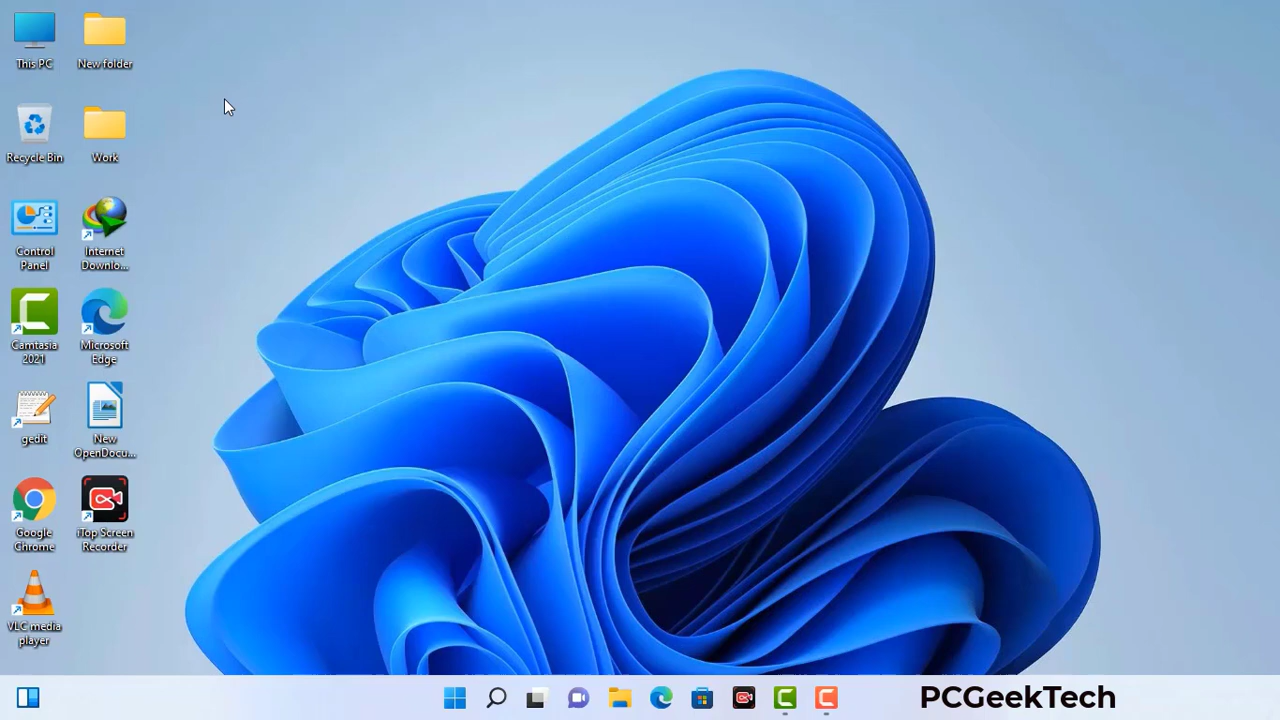 This PC
New folder
Recycle Bin
Work
Control
Panel
Internet
Downlo...
Camtasia
2021
Microsoft
Edge
gedit
New
OpenDocu...
Google
Chrome
iTop Screen
Recorder
VLC media
player
PCGeekTech